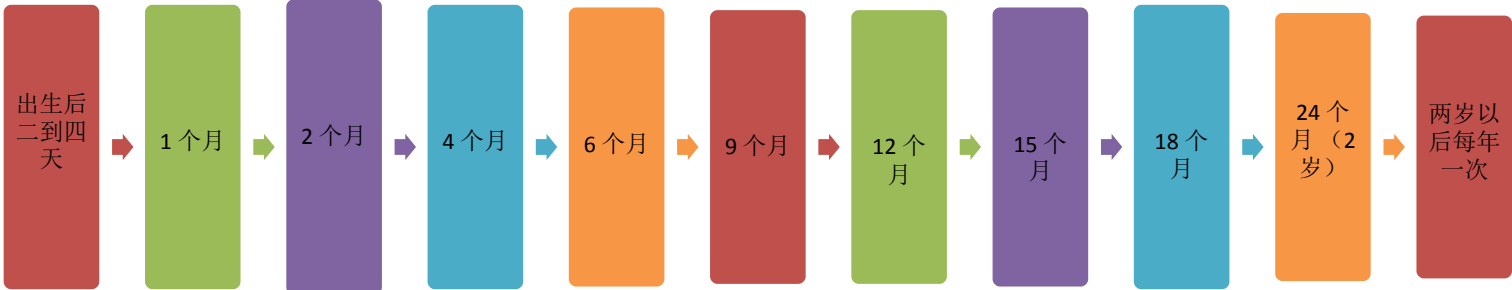 出生后
二到四
天
1 个月
2 个月
4 个月
6 个月
9 个月
12 个
月
15 个
月
18 个
月
24 个
月 （2
岁）
两岁以
后每年
一次